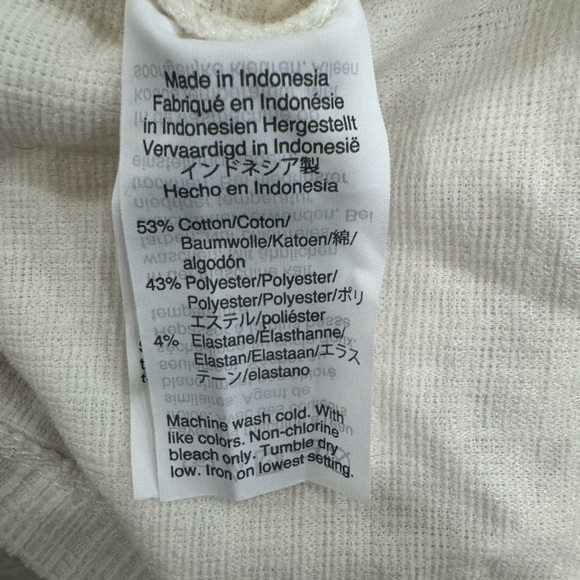 Made in Indonesia
Fabriqué en Indonésie
in Indonesien Hergestellt
Vervaardigd in Indonesië
インドネシア製
Hecho en Indonesia
53% Cotton/Coton/
Baumwolle/Katoen/綿/
algodón
43% Polyester/Polyester/
Polyester/Polyester/ポリ
エステル/poliéster
4% Elastane/Élasthanne/
Elastan/Elastaan/エラス
テーン/elastano
Machine wash cold. With
like colors. Non-chlorine
bleach only. Tumble dry
low. Iron on lowest setting.